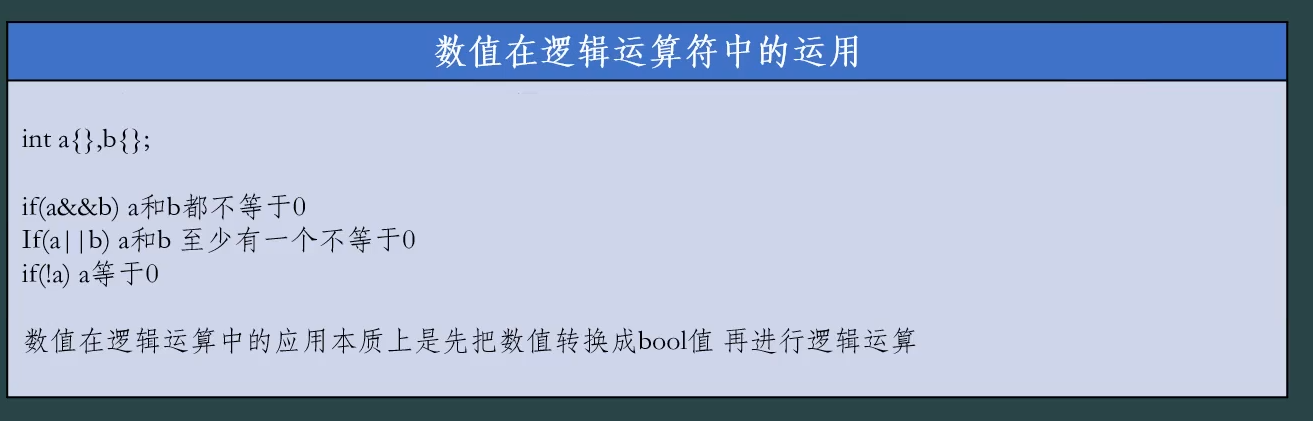 数值在逻辑运算符中的运用
int a{},b{};
if(a&&b) a和b都不等于0
If(a||b) a和b 至少有一个不等于0
if(!a) a等于0
数值在逻辑运算中的应用本质上是先把数值转换成bool值 再进行逻辑运算